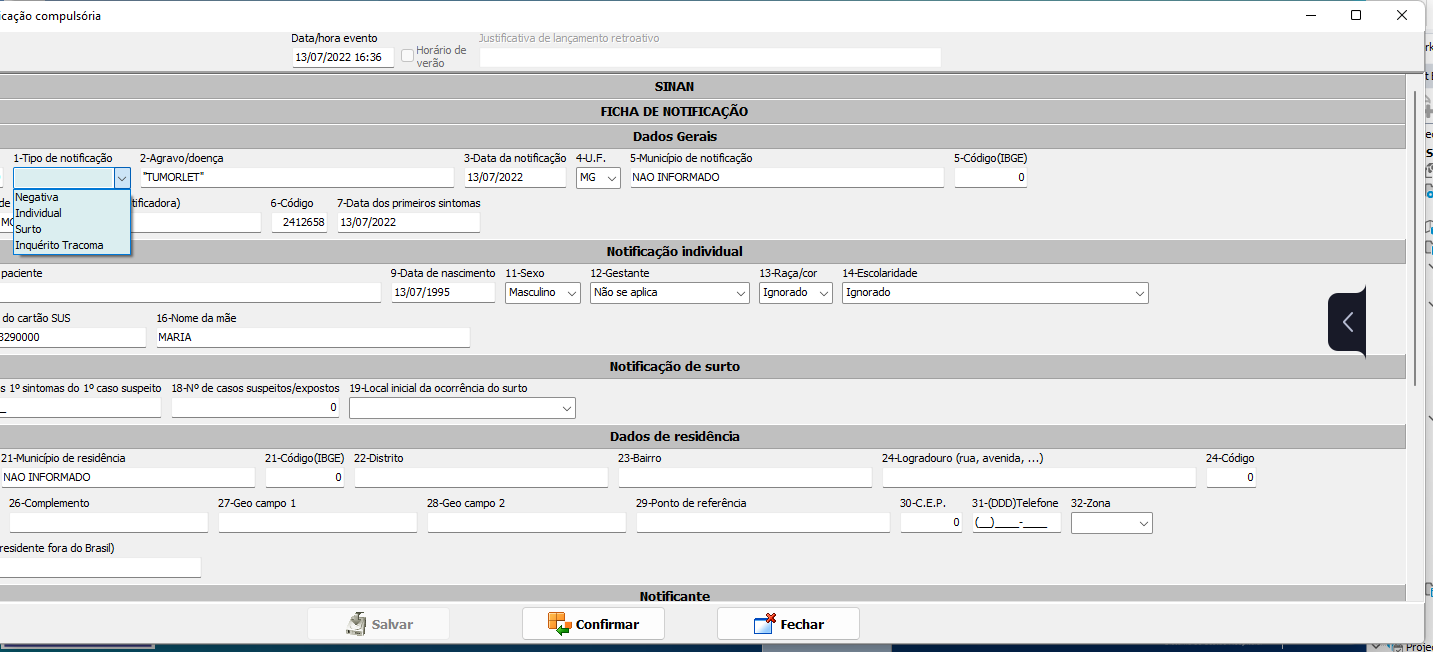 icação compulsória
Data/hora evento
Justificativa de lançamento retroativo
13/07/2022 16:36
Horário de
verão
SINAN
FICHA DE NOTIFICAÇÃO
Dados Gerais
1-Tipo de notificação 2-Agravo/doença 3-Data da notificação 4-U.F. 5-Município de notificação 5-Código(IBGE)
"TUMORLET" 13/07/2022 MG NAO INFORMADO 0
Negativa
Individual
Surto
Inquérito Tracoma
de tificadora) 6-Código 7-Data dos primeiros sintomas
2412658 13/07/2022
Notificação individual
paciente 9-Data de nascimento 11-Sexo 12-Gestante 13-Raça/cor 14-Escolaridade
13/07/1995 Masculino Não se aplica Ignorado Ignorado
do cartão SUS 16-Nome da mãe
3290000 MARIA
Notificação de surto
s 1º sintomas do 1º caso suspeito 18-Nº de casos suspeitos/expostos 19-Local inicial da ocorrência do surto
_ 0
Dados de residência
21-Município de residência 21-Código(IBGE) 22-Distrito 23-Bairro 24-Logradouro (rua, avenida, ...) 24-Código
NAO INFORMADO 0 0
26-Complemento 27-Geo campo 1 28-Geo campo 2 29-Ponto de referência 30-C.E.P. 31-(DDD)Telefone 32-Zona
0 (__)____-____
residente fora do Brasil)
Notificante
Salvar Confirmar Fechar
Projec